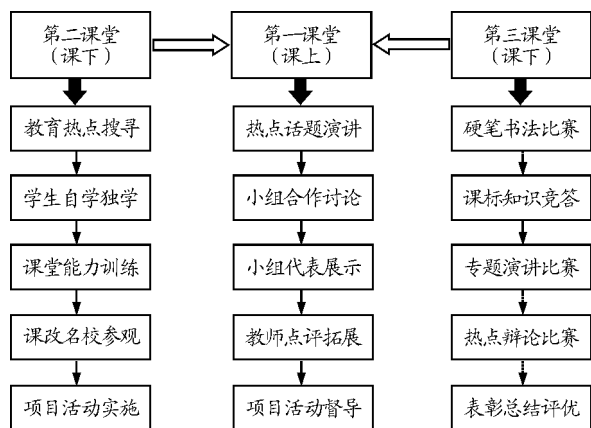 第二课堂
（课下）
第一课堂
（课上）
第三课堂
（课下）
教育热点搜寻
热点话题演讲
硬笔书法比赛
学生自学独学
小组合作讨论
课标知识竞答
课堂能力训练
小组代表展示
专题演讲比赛
课改名校参观
教师点评拓展
热点辩论比赛
项目活动实施
项目活动督导
表彰总结评优